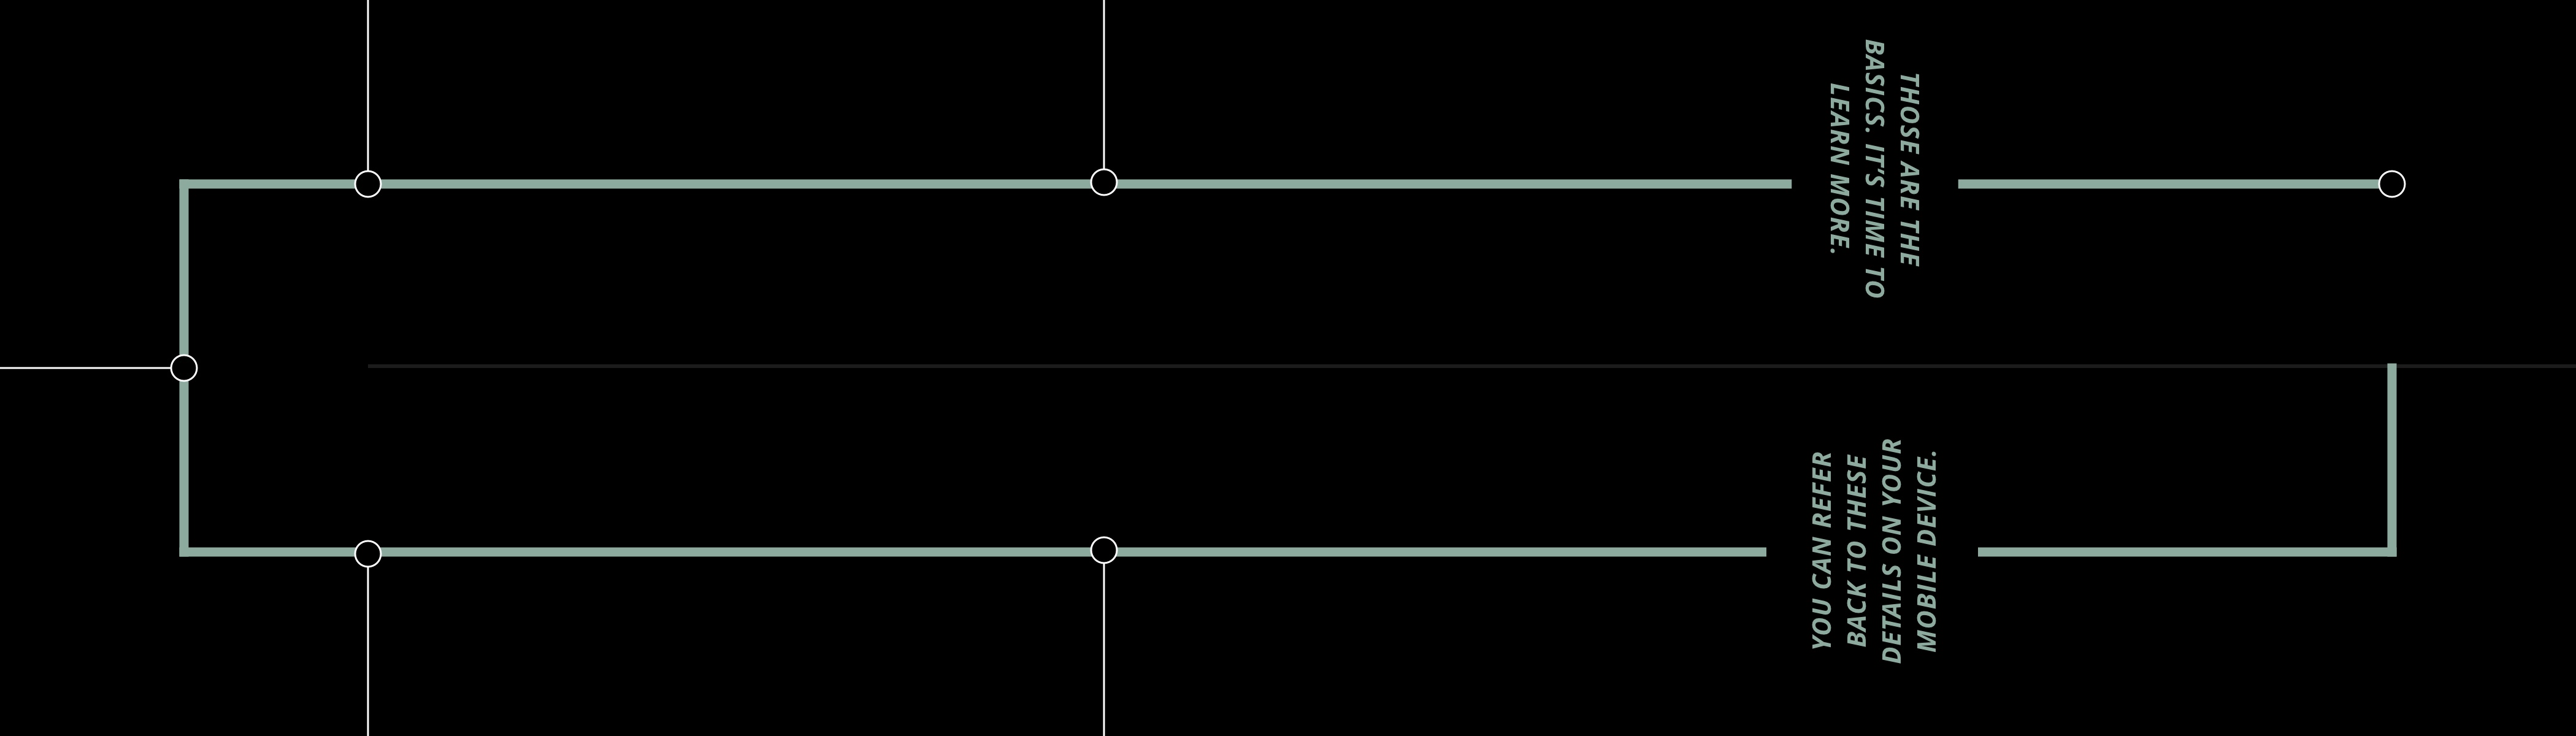 THOSE ARE THE
BASICS. IT'S TIME TO
LEARN MORE.
YOU CAN REFER
BACK TO THESE
DETAILS ON YOUR
MOBILE DEVICE.